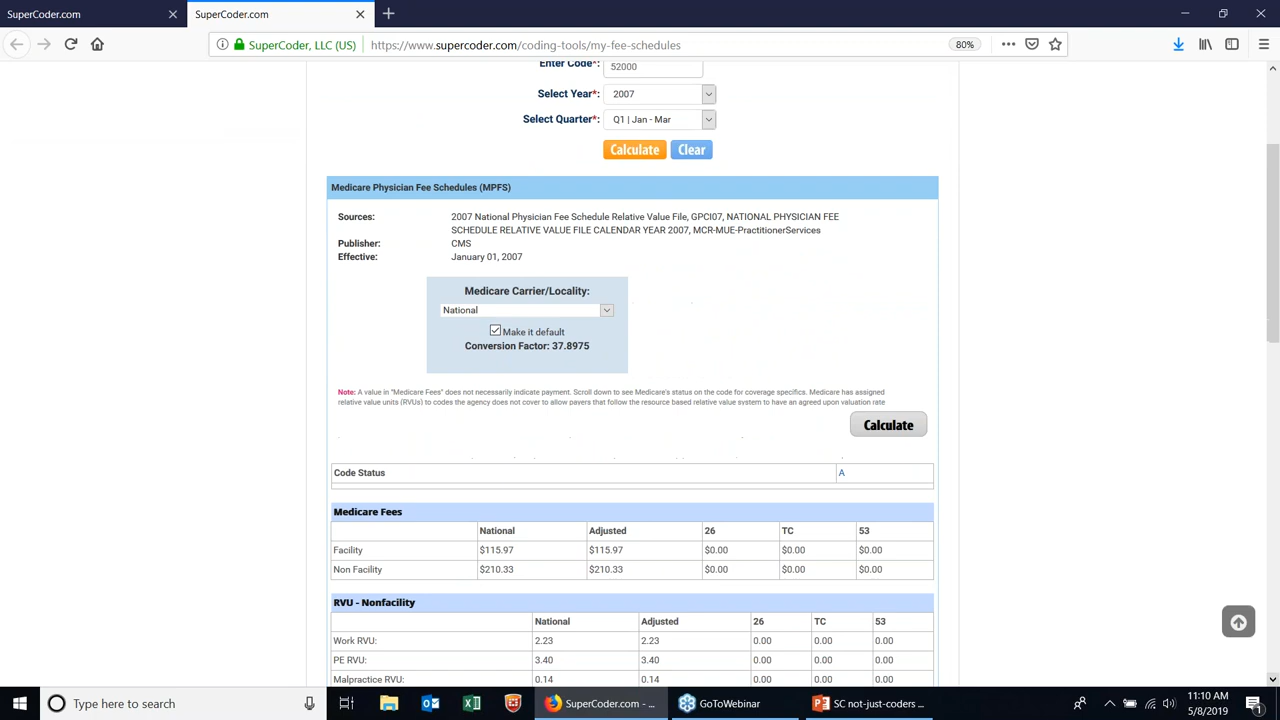 SuperCoder.com
SuperCoder.com
SuperCoder, LLC (US)
https://www.supercoder.com/coding-tools/my-fee-schedules
80%
Enter Code*:
52000
Select Year*:
2007
Select Quarter*:
Q1 | Jan - Mar
Calculate
Clear
Medicare Physician Fee Schedules (MPFS)
Sources:
2007 National Physician Fee Schedule Relative Value File, GPCI07, NATIONAL PHYSICIAN FEE
SCHEDULE RELATIVE VALUE FILE CALENDAR YEAR 2007, MCR-MUE-PractitionerServices
Publisher:
CMS
Effective:
January 01, 2007
Medicare Carrier/Locality:
National
Make it default
Conversion Factor: 37.8975
Note: A value in "Medicare Fees" does not necessarily indicate payment. Scroll down to see Medicare's status on the code for coverage specifics. Medicare has assigned
relative value units (RVUs) to codes the agency does not cover to allow payers that follow the resource based relative value system to have an agreed upon valuation rate
Calculate
Code Status A
Medicare Fees
National Adjusted 26 TC 53
Facility $115.97 $115.97 $0.00 $0.00 $0.00
Non Facility $210.33 $210.33 $0.00 $0.00 $0.00
RVU - Nonfacility
National Adjusted 26 TC 53
Work RVU: 2.23 2.23 0.00 0.00 0.00
PE RVU: 3.40 3.40 0.00 0.00 0.00
Malpractice RVU: 0.14 0.14 0.00 0.00 0.00
Type here to search
SuperCoder.com - ...
GoToWebinar
SC not-just-coders ...
11:10 AM
5/8/2019